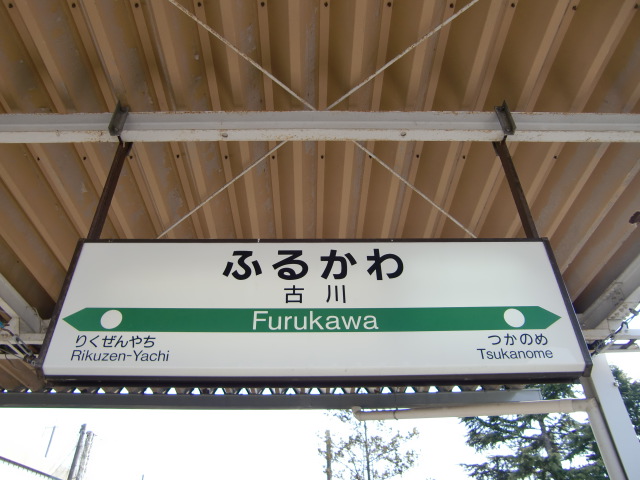 ふるかわ
古川
Furukawa
りくぜんやち
Rikuzen-Yachi
つかのめ
Tsukanome